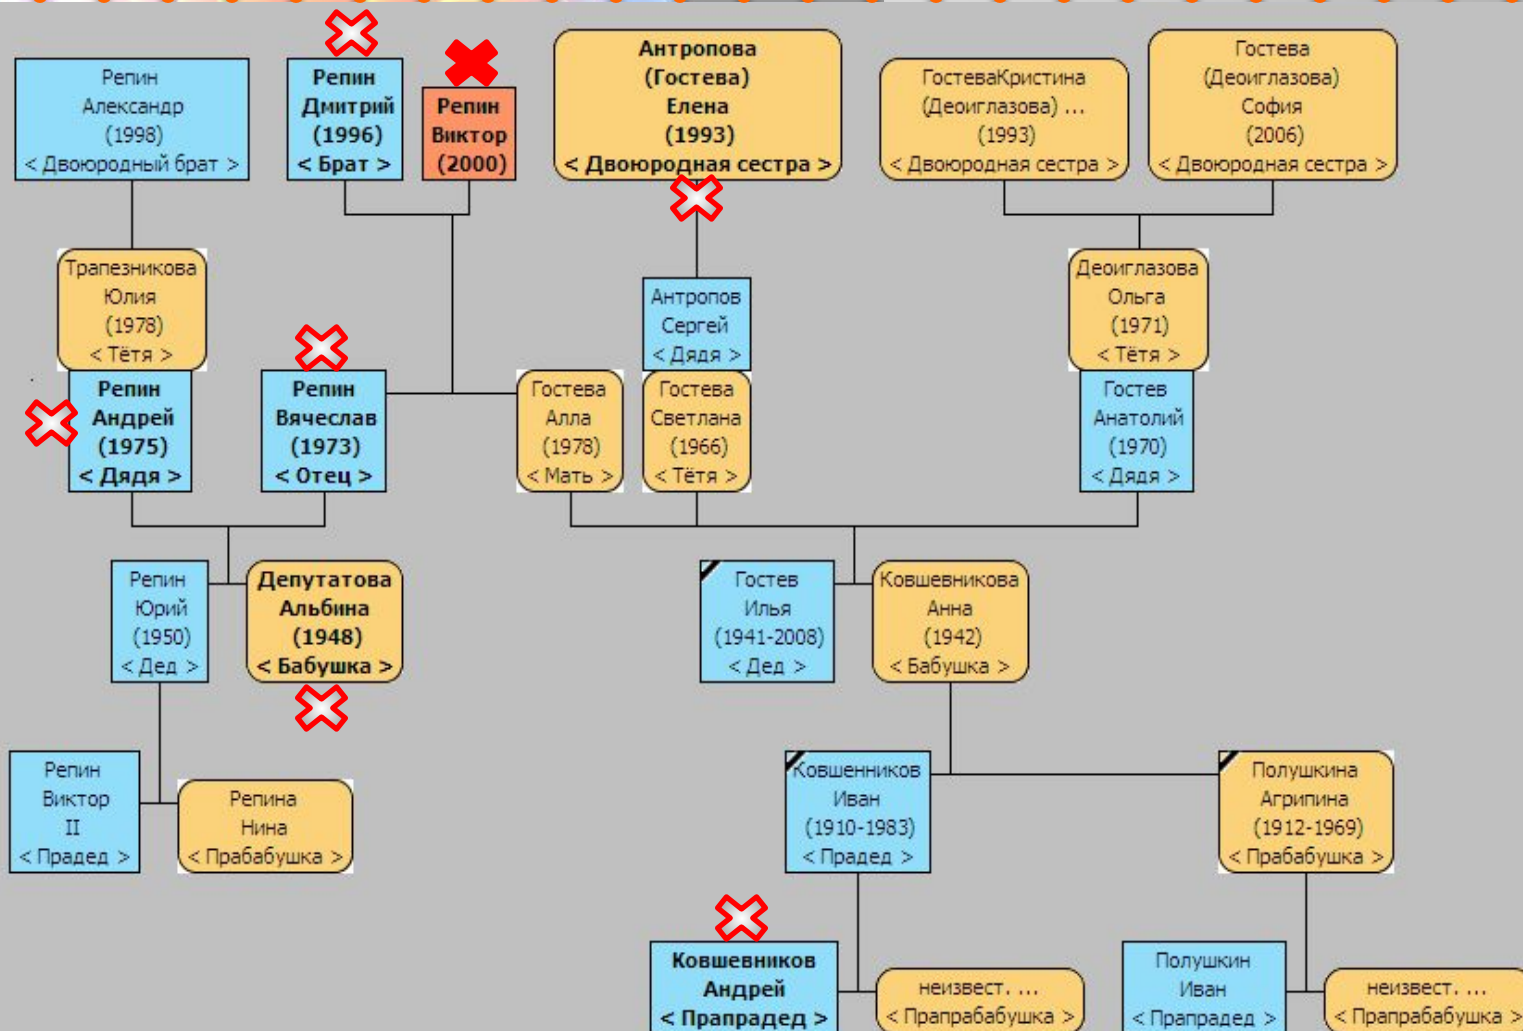 Репин
Александр
(1998)
< Двоюродный брат >
Репин
Дмитрий
(1996)
< Брат >
Репин
Виктор
(2000)
Антропова
(Гостева)
Елена
(1993)
< Двоюродная сестра >
ГостеваКристина
(Деоиглазова) ...
(1993)
< Двоюродная сестра >
Гостева
(Деоиглазова)
София
(2006)
< Двоюродная сестра >
Трапезникова
Юлия
(1978)
< Тётя >
Антропов
Сергей
< Дядя >
Деоиглазова
Ольга
(1971)
< Тётя >
Репин
Андрей
(1975)
< Дядя >
Репин
Вячеслав
(1973)
< Отец >
Гостева
Алла
(1978)
< Мать >
Гостева
Светлана
(1966)
< Тётя >
Гостев
Анатолий
(1970)
< Дядя >
Репин
Юрий
(1950)
< Дед >
Депутатова
Альбина
(1948)
< Бабушка >
Гостев
Илья
(1941-2008)
< Дед >
Ковшевникова
Анна
(1942)
< Бабушка >
Репин
Виктор
II
< Прадед >
Репина
Нина
< Прабабушка >
Ковшенников
Иван
(1910-1983)
< Прадед >
Полушкина
Агрипина
(1912-1969)
< Прабабушка >
Ковшевников
Андрей
< Прапрадед >
неизвест. ...
< Прапрабабушка >
Полушкин
Иван
< Прапрадед >
неизвест. ...
< Прапрабабушка >